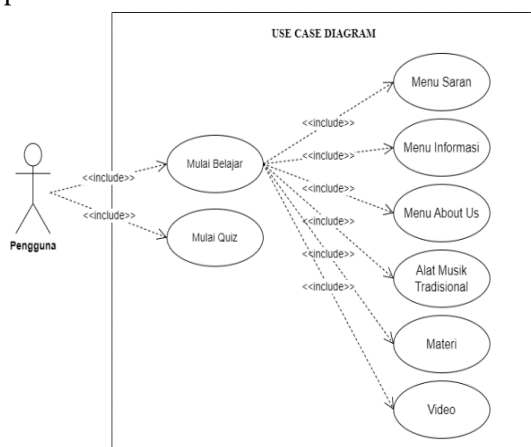 USE CASE DIAGRAM
Menu Saran
<<include>>
Menu Informasi
<<include>>
Mulai Belajar
<<include>>
<<include>>
Menu About Us
<<include>>
<<include>>
Mulai Quiz
Pengguna
<<include>>
Alat Musik
Tradisional
<<include>>
Materi
Video